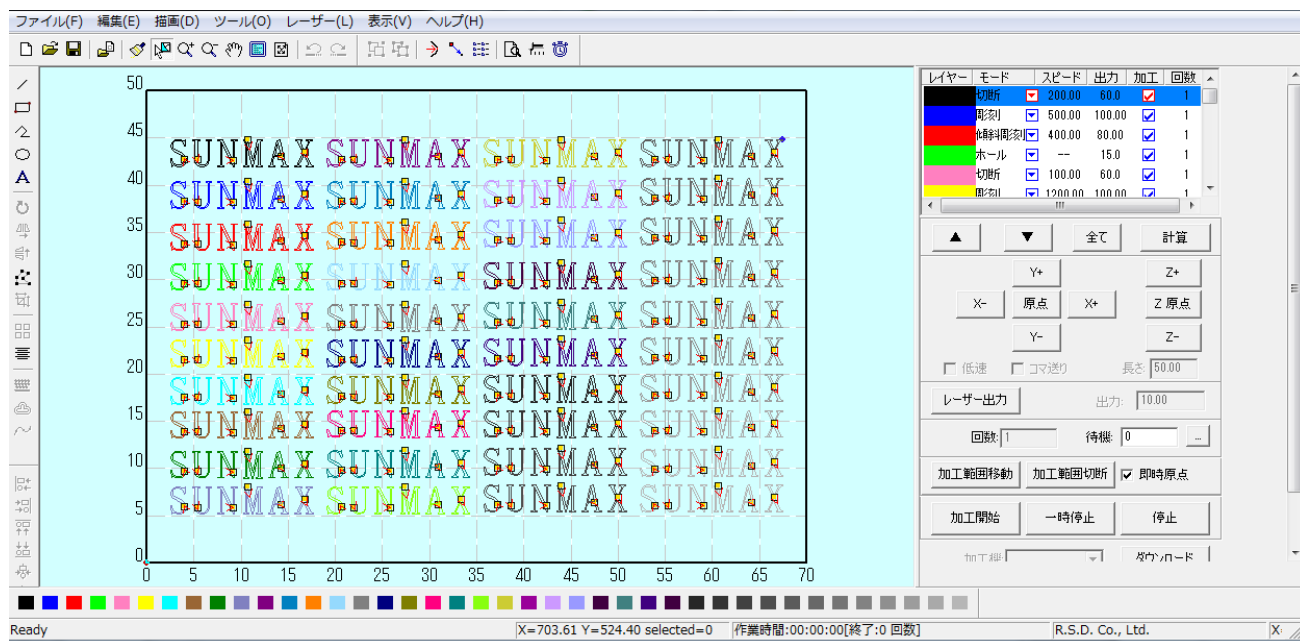 ファイル(F) 編集(E) 描画(D) ツール(O) レーザー(L) 表示(V) ヘルプ(H)
A
レイヤー モード スピード 出力 加工 回数
切断 200.00 60.0 1
彫刻 500.00 100.00 1
傾斜彫刻 400.00 80.00 1
ホール -- 15.0 1
切断 100.00 60.0 1
彫刻 1200.00 100.00 1
▲ ▼ 全て 計算
Y+ Z+
X- 原点 X+ Z 原点
Y- Z-
低速 コマ送り 長さ: 50.00
レーザー出力 出力: 10.00
回数: 1 待機: 0 ...
加工範囲移動 加工範囲切断 即時原点
加工開始 一時停止 停止
加工機: ダウンロード
50
45
SUNMAX SUNMAX SUNMAX SUNMAX
40
SUNMAX SUNMAX SUNMAX SUNMAX
35
SUNMAX SUNMAX SUNMAX SUNMAX
30
SUNMAX SUNMAX SUNMAX SUNMAX
25
SUNMAX SUNMAX SUNMAX SUNMAX
SUNMAX SUNMAX SUNMAX SUNMAX
20
SUNMAX SUNMAX SUNMAX SUNMAX
15
SUNMAX SUNMAX SUNMAX SUNMAX
10
SUNMAX SUNMAX SUNMAX SUNMAX
SUNMAX SUNMAX SUNMAX SUNMAX
5
0
0 5 10 15 20 25 30 35 40 45 50 55 60 65 70
Ready X=703.61 Y=524.40 selected=0 作業時間:00:00:00[終了:0 回数] R.S.D. Co., Ltd. X: